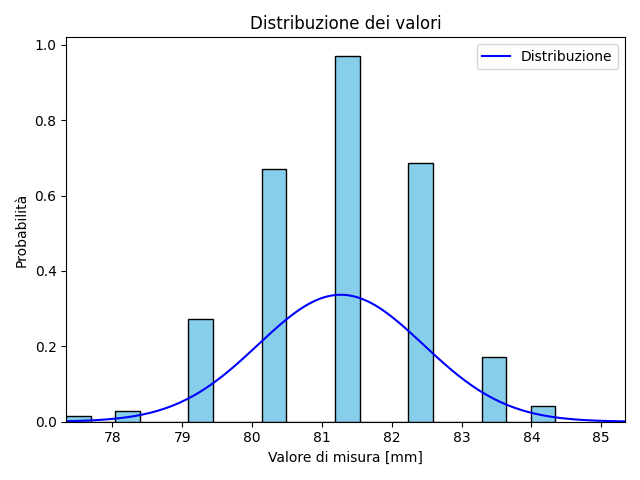 Distribuzione dei valori
Distribuzione
1.0
0.8
0.6
0.4
0.2
0.0
Probabilità
78 79 80 81 82 83 84 85
Valore di misura [mm]